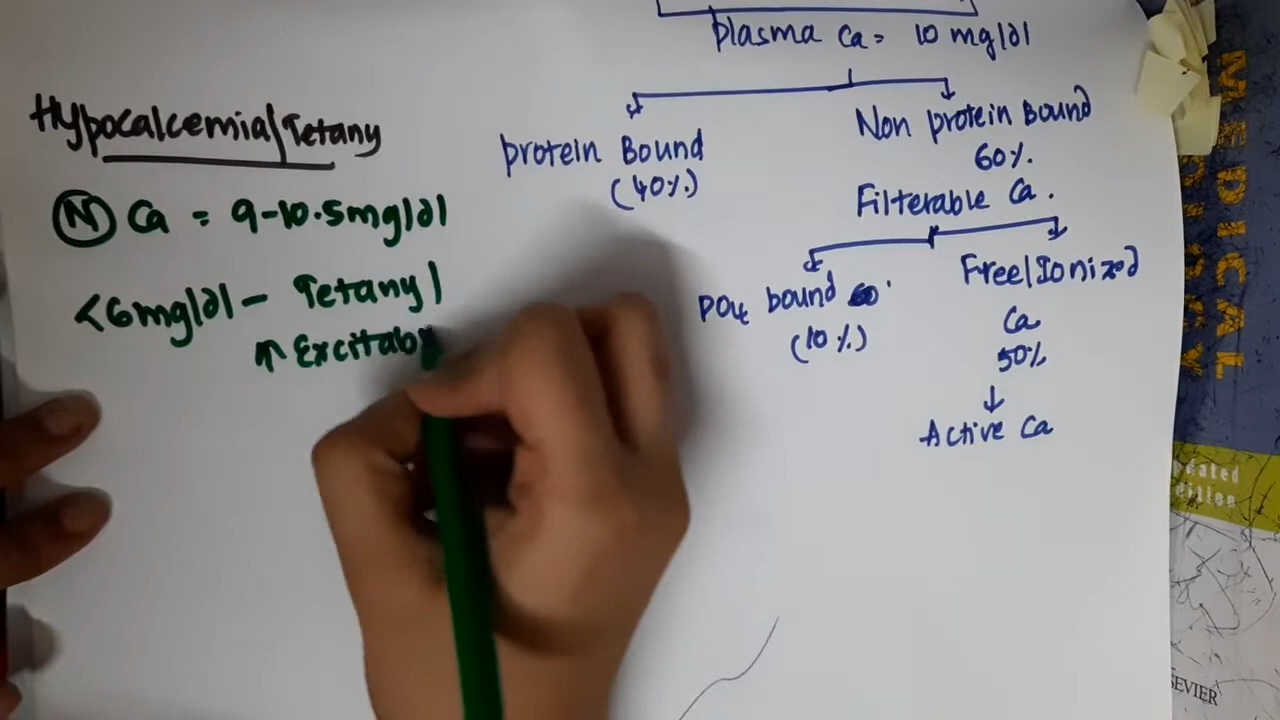 plasma Ca = 10 mg/dl
Hypocalcemia/Tetany
protein Bound
(40%)
Non protein Bound
60%.
Filterable Ca.
(N) Ca = 9-10.5mg/dl
<6mg/dl - Tetany/
↑ Excitab
PO4 bound
(10%)
Free/Ionized
Ca
50%
↓
Active Ca
MEDICAL